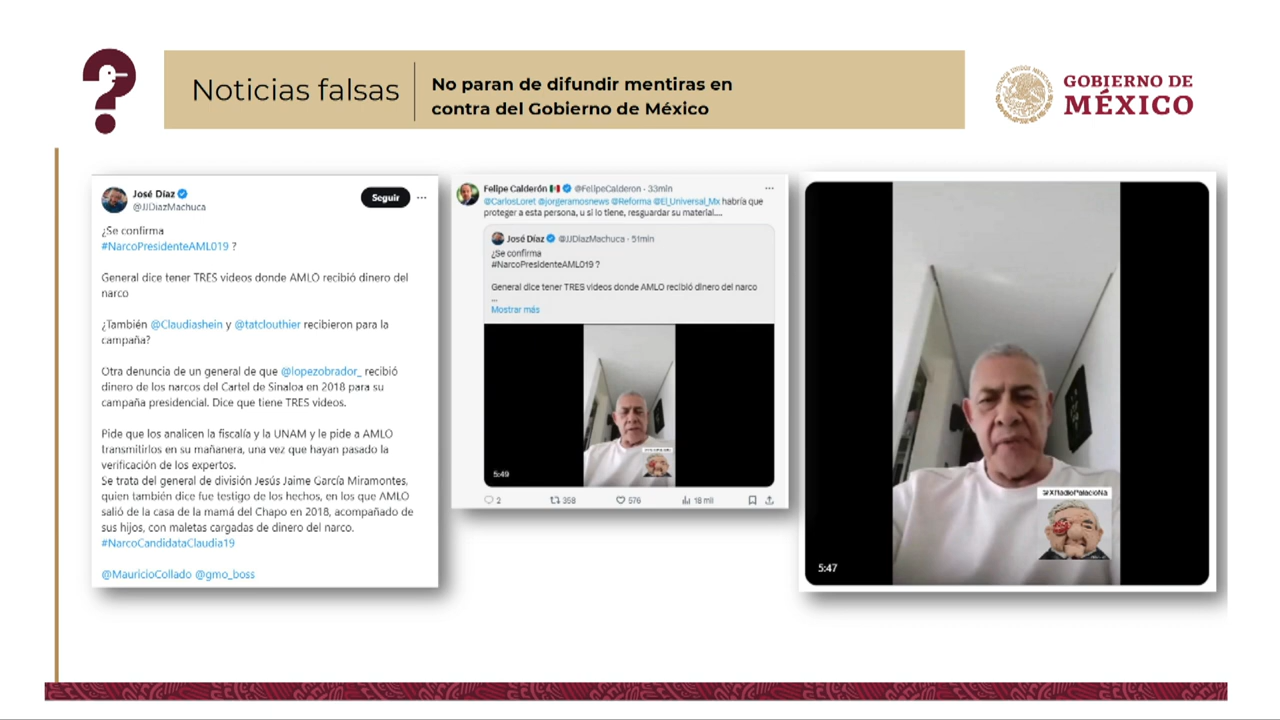 Noticias falsas
No paran de difundir mentiras en
contra del Gobierno de México
GOBIERNO DE
MÉXICO
José Díaz
@JJDiazMachuca
Seguir
¿Se confirma
#NarcoPresidenteAML019 ?
General dice tener TRES videos donde AMLO recibió dinero del
narco
¿También @Claudiashein y @tatclouthier recibieron para la
campaña?
Otra denuncia de un general de que @lopezobrador_ recibió
dinero de los narcos del Cartel de Sinaloa en 2018 para su
campaña presidencial. Dice que tiene TRES videos.
Pide que los analicen la fiscalía y la UNAM y le pide a AMLO
transmitirlos en su mañanera, una vez que hayan pasado la
verificación de los expertos.
Se trata del general de división Jesús Jaime García Miramontes,
quien también dice fue testigo de los hechos, en los que AMLO
salió de la casa de la mamá del Chapo en 2018, acompañado de
sus hijos, con maletas cargadas de dinero del narco.
#NarcoCandidataClaudia19
@MauricioCollado @gmo_boss
Felipe Calderón @FelipeCalderon · 33min
@CarlosLoret @jorgeramosnews @Reforma @El_Universal_Mx habría que
proteger a esta persona, u si lo tiene, resguardar su material....
José Díaz @JJDiazMachuca · 51min
¿Se confirma
#NarcoPresidenteAML019 ?
General dice tener TRES videos donde AMLO recibió dinero del narco
...
Mostrar más
5:49
2 358 576 18 mil
5:47